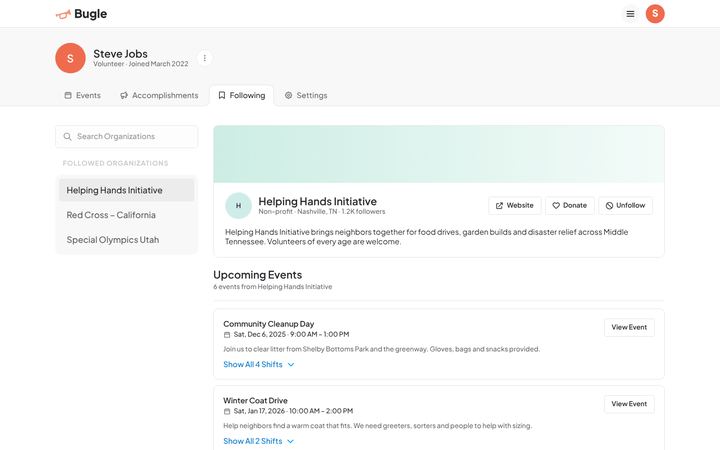 Bugle
S
S
Steve Jobs
Volunteer · Joined March 2022
Events
Accomplishments
Following
Settings
Search Organizations
FOLLOWED ORGANIZATIONS
Helping Hands Initiative
Red Cross – California
Special Olympics Utah
H
Helping Hands Initiative
Non-profit · Nashville, TN · 1.2K followers
Website
Donate
Unfollow
Helping Hands Initiative brings neighbors together for food drives, garden builds and disaster relief across Middle
Tennessee. Volunteers of every age are welcome.
Upcoming Events
6 events from Helping Hands Initiative
Community Cleanup Day
Sat, Dec 6, 2025 · 9:00 AM – 1:00 PM
View Event
Join us to clear litter from Shelby Bottoms Park and the greenway. Gloves, bags and snacks provided.
Show All 4 Shifts
Winter Coat Drive
Sat, Jan 17, 2026 · 10:00 AM – 2:00 PM
View Event
Help neighbors find a warm coat that fits. We need greeters, sorters and people to help with sizing.
Show All 2 Shifts